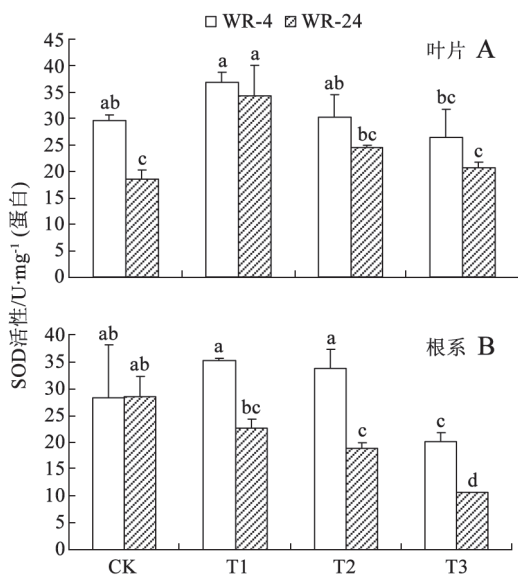 WR-4 WR-24
叶片 A
SOD活性/U·mg⁻¹ (蛋白)
45
40
35
30
25
20
15
10
5
0
ab c a a ab bc bc c
根系 B
40
35
30
25
20
15
10
5
0
ab ab a bc a c c d
CK T1 T2 T3